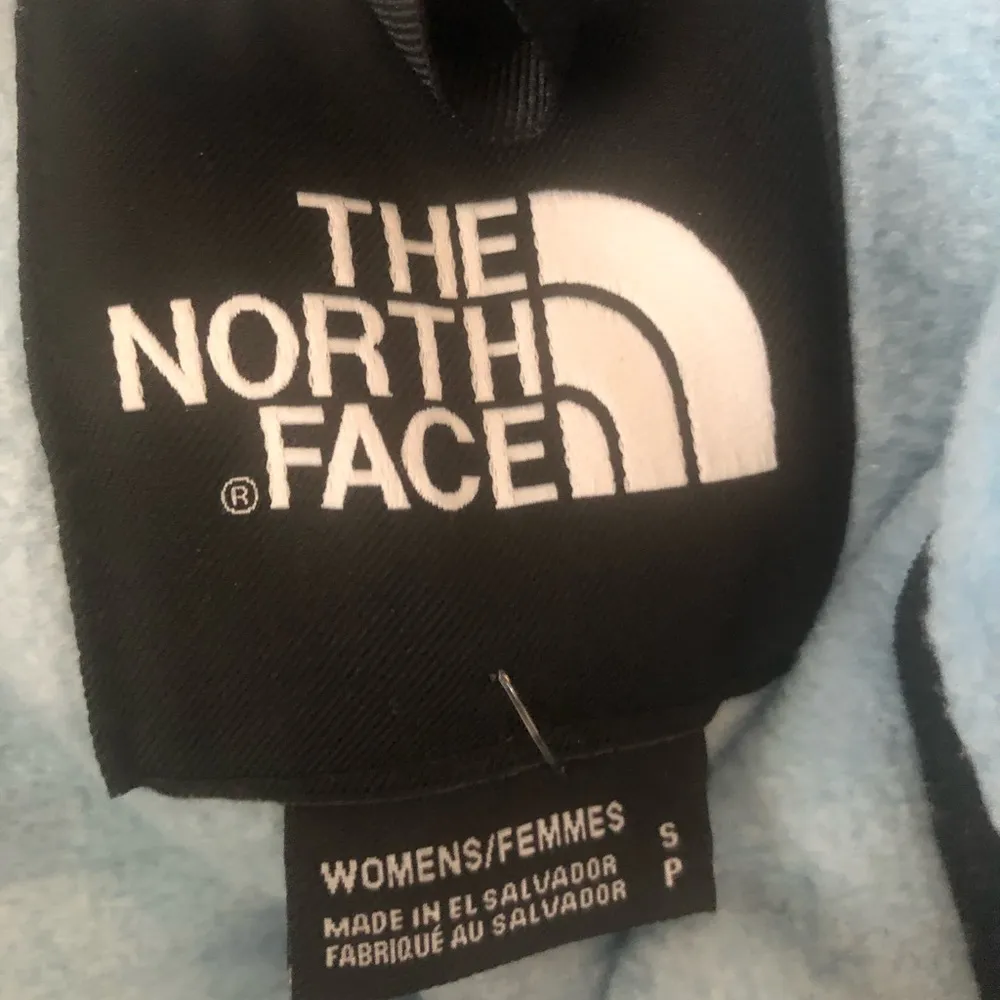 THE
NORTH
FACE
®
WOMENS/FEMMES S
MADE IN EL SALVADOR P
FABRIQUÉ AU SALVADOR